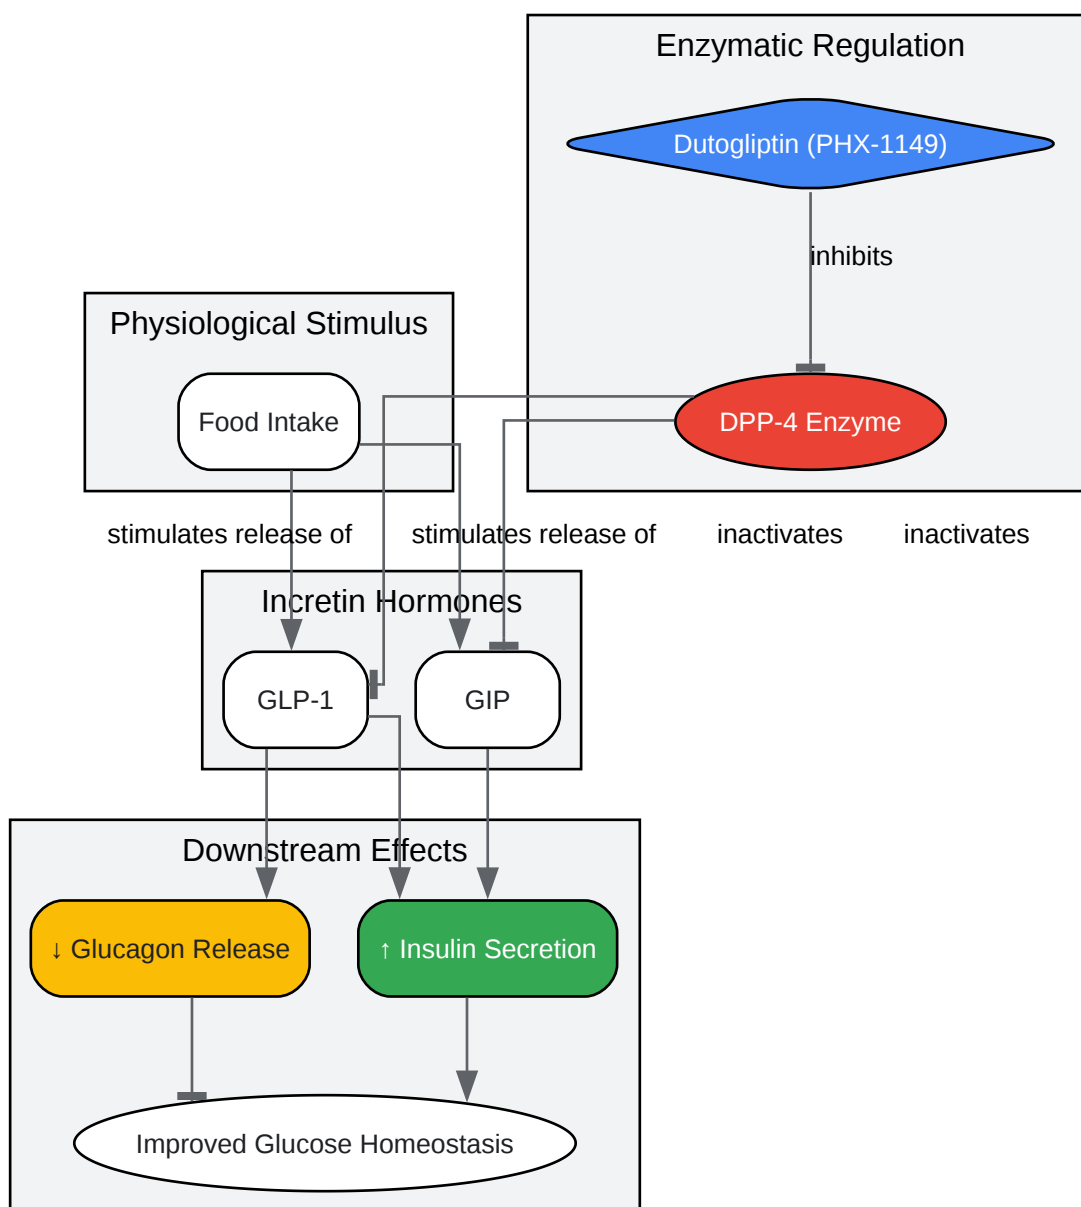 Enzymatic Regulation
Dutogliptin (PHX-1149)
inhibits
Physiological Stimulus
Food Intake
DPP-4 Enzyme
stimulates release of
stimulates release of
inactivates
inactivates
Incretin Hormones
GLP-1
GIP
Downstream Effects
↓ Glucagon Release
↑ Insulin Secretion
Improved Glucose Homeostasis